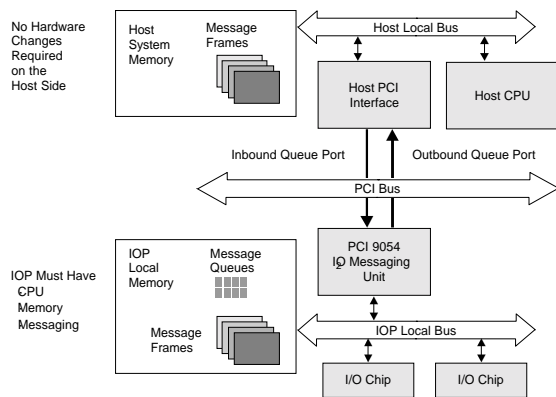 No Hardware
Changes
Required
on the
Host Side
Host
System
Memory
Message
Frames
Host Local Bus
Host PCI
Interface
Host CPU
Inbound Queue Port
Outbound Queue Port
PCI Bus
IOP Must Have
CPU
Memory
Messaging
IOP
Local
Memory
Message
Queues
Message
Frames
PCI 9054
I2O Messaging
Unit
IOP Local Bus
I/O Chip
I/O Chip